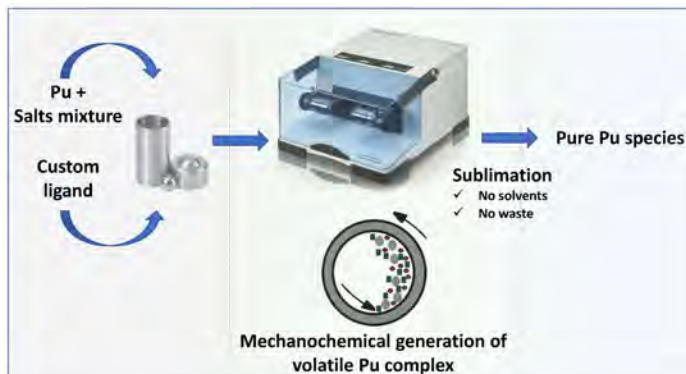 Pu +
Salts mixture
Custom
ligand
Pure Pu species
Sublimation
✓ No solvents
✓ No waste
Mechanochemical generation of
volatile Pu complex